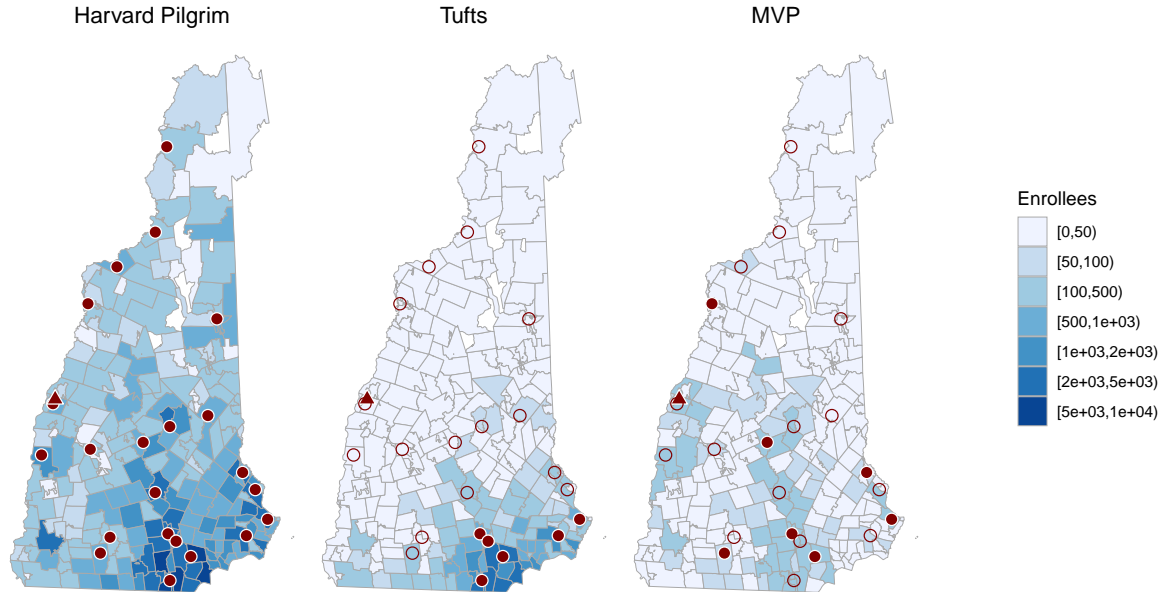 Harvard Pilgrim
Tufts
MVP
Enrollees
[0,50)
[50,100)
[100,500)
[500,1e+03)
[1e+03,2e+03)
[2e+03,5e+03)
[5e+03,1e+04)